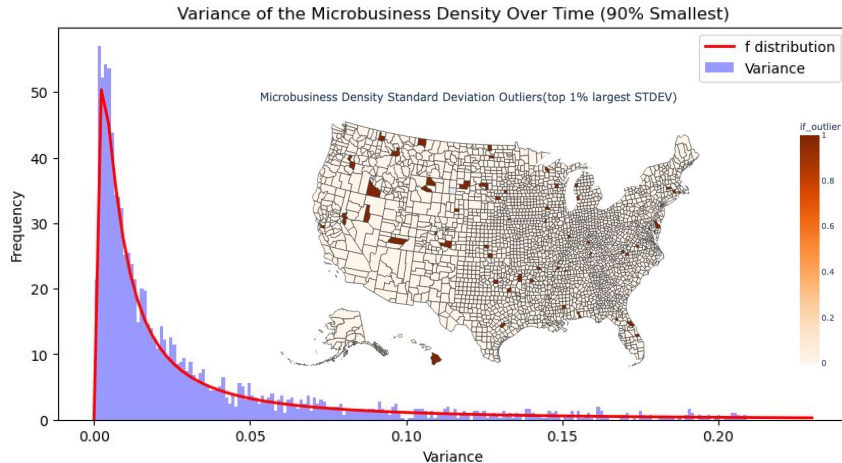 Variance of the Microbusiness Density Over Time (90% Smallest)
f distribution
Variance
Microbusiness Density Standard Deviation Outliers(top 1% largest STDEV)
if_outlier
1
0.8
0.6
0.4
0.2
0
Frequency
50
40
30
20
10
0
0.00
0.05
0.10
0.15
0.20
Variance